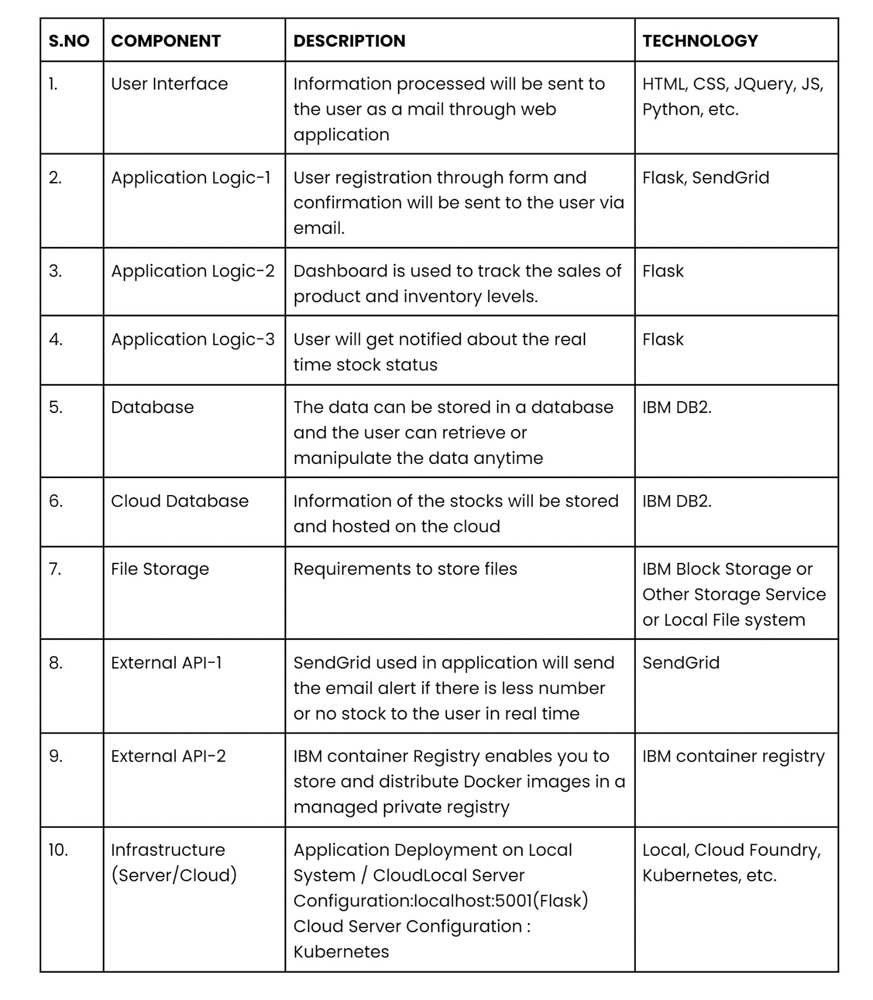 S.NO COMPONENT DESCRIPTION TECHNOLOGY
1. User Interface Information processed will be sent to HTML, CSS, JQuery, JS,
the user as a mail through web Python, etc.
application
2. Application Logic-1 User registration through form and Flask, SendGrid
confirmation will be sent to the user via
email.
3. Application Logic-2 Dashboard is used to track the sales of Flask
product and inventory levels.
4. Application Logic-3 User will get notified about the real Flask
time stock status
5. Database The data can be stored in a database IBM DB2.
and the user can retrieve or
manipulate the data anytime
6. Cloud Database Information of the stocks will be stored IBM DB2.
and hosted on the cloud
7. File Storage Requirements to store files IBM Block Storage or
Other Storage Service
or Local File system
8. External API-1 SendGrid used in application will send SendGrid
the email alert if there is less number
or no stock to the user in real time
9. External API-2 IBM container Registry enables you to IBM container registry
store and distribute Docker images in a
managed private registry
10. Infrastructure Application Deployment on Local Local, Cloud Foundry,
(Server/Cloud) System / CloudLocal Server Kubernetes, etc.
Configuration:localhost:5001(Flask)
Cloud Server Configuration :
Kubernetes